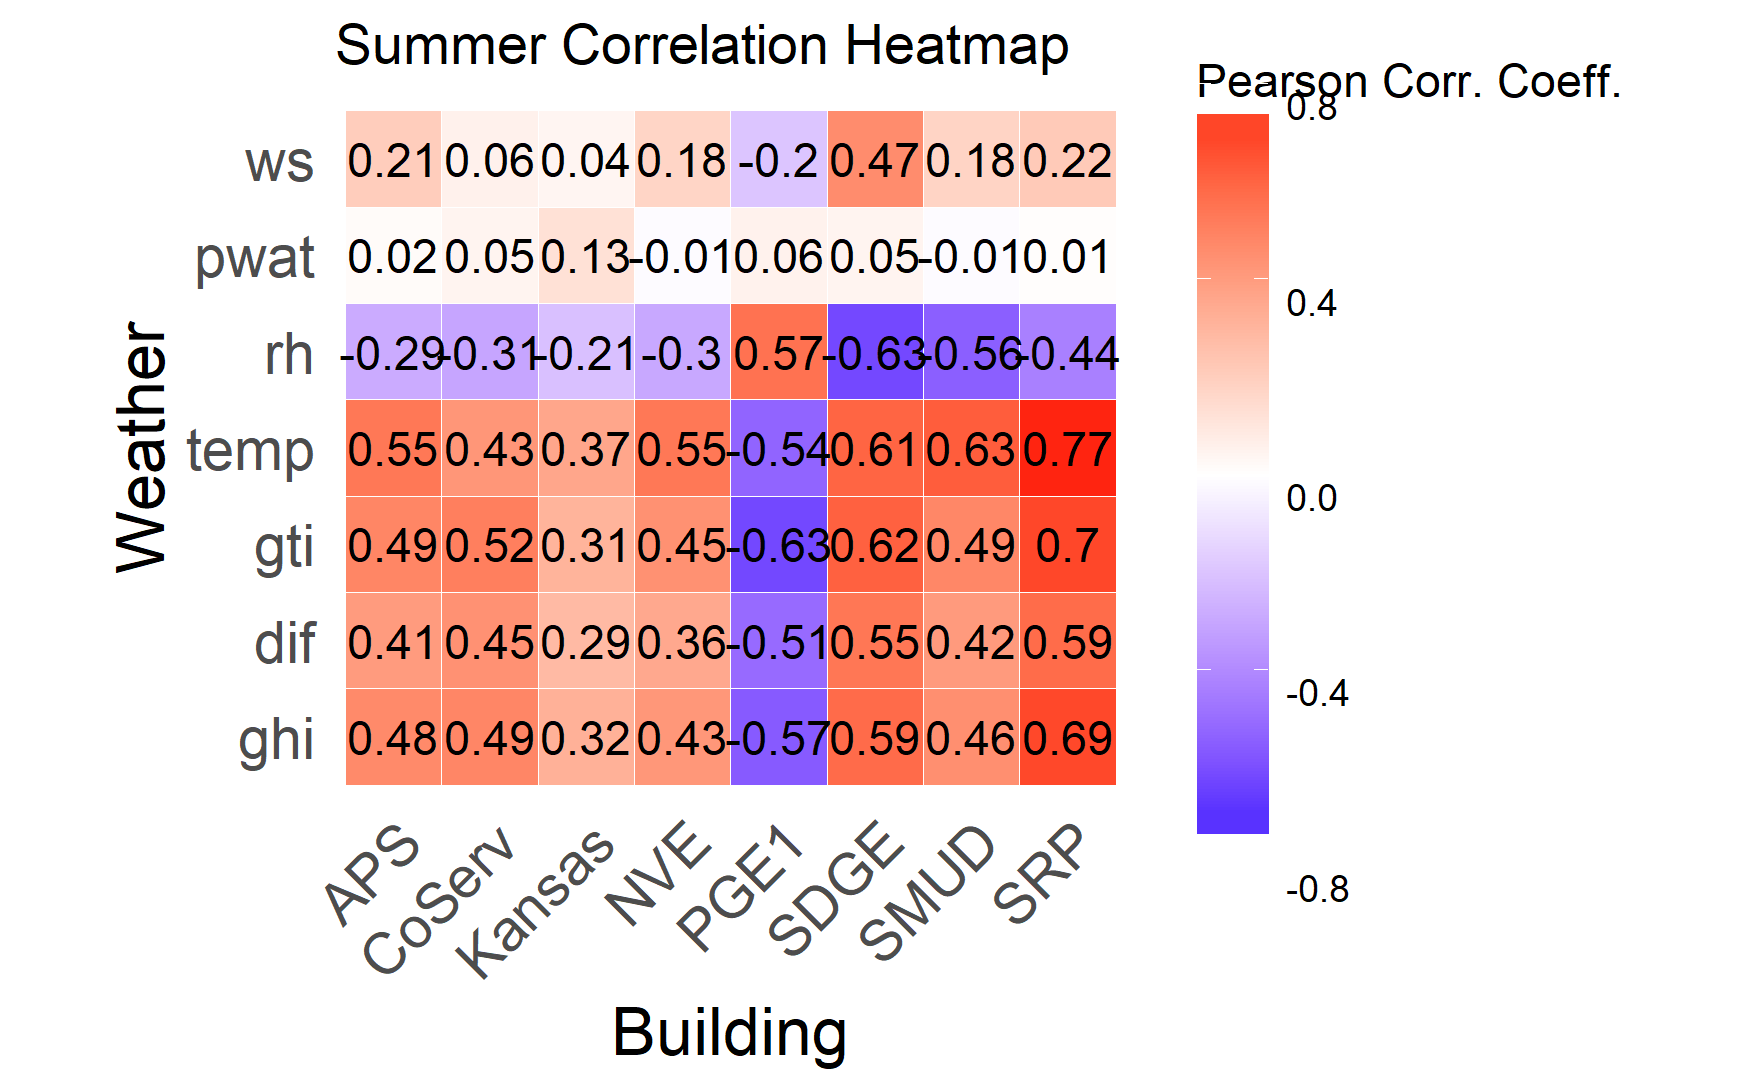 Summer Correlation Heatmap
Pearson Corr. Coeff.
0.8
0.4
0.0
-0.4
-0.8
Weather
ws 0.21 0.06 0.04 0.18 -0.2 0.47 0.18 0.22
pwat 0.02 0.05 0.13 -0.01 0.06 0.05 -0.01 0.01
rh -0.29 -0.31 -0.21 -0.3 0.57 -0.63 -0.56 -0.44
temp 0.55 0.43 0.37 0.55 -0.54 0.61 0.63 0.77
gti 0.49 0.52 0.31 0.45 -0.63 0.62 0.49 0.7
dif 0.41 0.45 0.29 0.36 -0.51 0.55 0.42 0.59
ghi 0.48 0.49 0.32 0.43 -0.57 0.59 0.46 0.69
APS CoServ Kansas NVE PGE1 SDGE SMUD SRP
Building